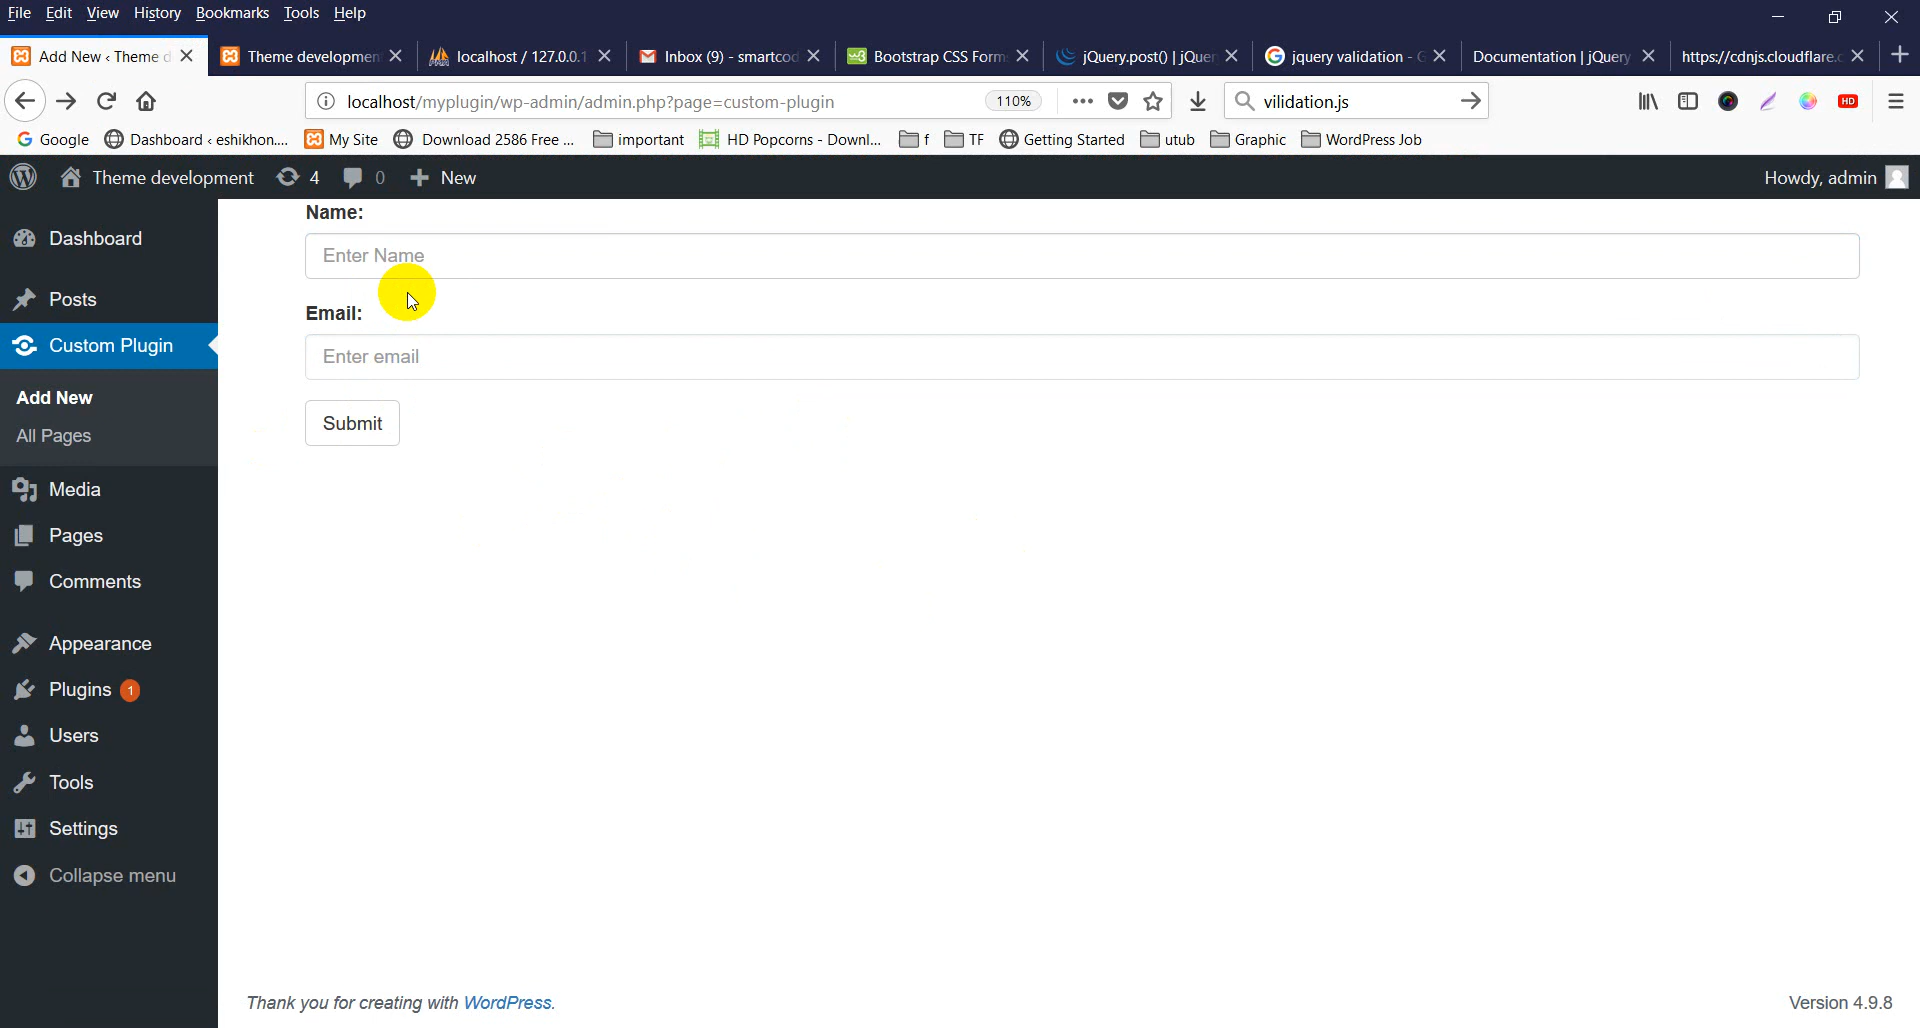 File Edit View History Bookmarks Tools Help
Add New ‹ Theme d
Theme development
localhost / 127.0.0.1
Inbox (9) - smartcod
Bootstrap CSS Forms
jQuery.post() | jQuer
jquery validation - G
Documentation | jQuery
https://cdnjs.cloudflare.c
localhost/myplugin/wp-admin/admin.php?page=custom-plugin 110% vilidation.js HD
Google Dashboard ‹ eshikhon.... My Site Download 2586 Free ... important HD Popcorns - Downl... f TF Getting Started utub Graphic WordPress Job
Theme development 4 0 New Howdy, admin
Dashboard
Posts
Custom Plugin
Add New
All Pages
Media
Pages
Comments
Appearance
Plugins 1
Users
Tools
Settings
Collapse menu
Name:
Enter Name
Email:
Enter email
Submit
Thank you for creating with WordPress. Version 4.9.8